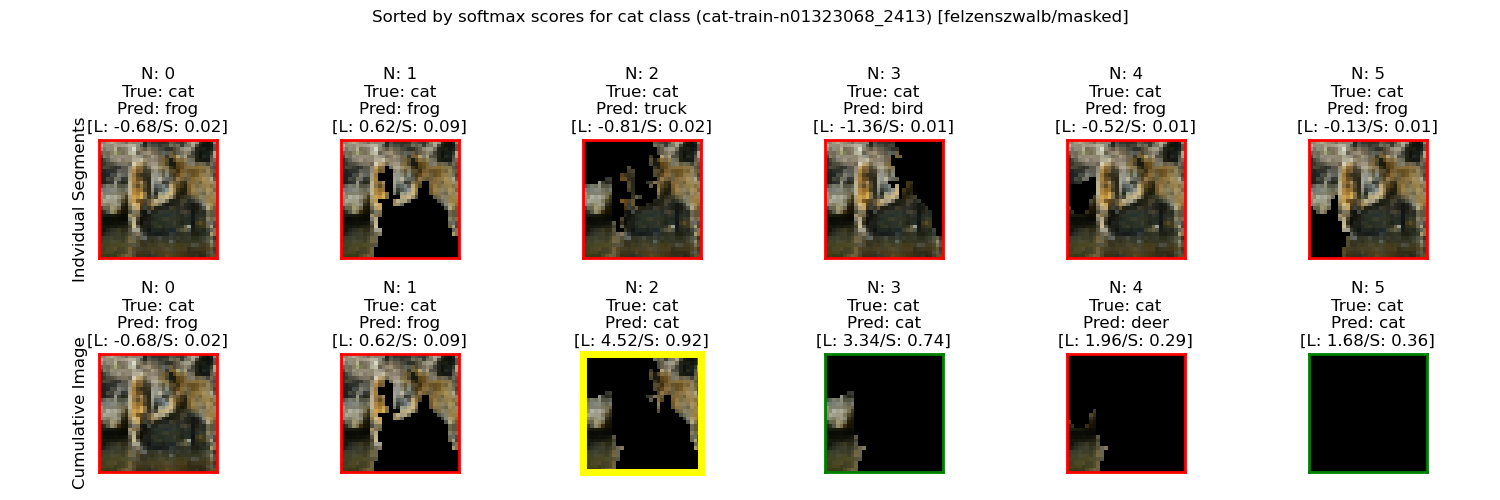 Sorted by softmax scores for cat class (cat-train-n01323068_2413) [felzenszwalb/masked]
Indvidual Segments
N: 0
True: cat
Pred: frog
[L: -0.68/S: 0.02]
N: 1
True: cat
Pred: frog
[L: 0.62/S: 0.09]
N: 2
True: cat
Pred: truck
[L: -0.81/S: 0.02]
N: 3
True: cat
Pred: bird
[L: -1.36/S: 0.01]
N: 4
True: cat
Pred: frog
[L: -0.52/S: 0.01]
N: 5
True: cat
Pred: frog
[L: -0.13/S: 0.01]
Cumulative Image
N: 0
True: cat
Pred: frog
[L: -0.68/S: 0.02]
N: 1
True: cat
Pred: frog
[L: 0.62/S: 0.09]
N: 2
True: cat
Pred: cat
[L: 4.52/S: 0.92]
N: 3
True: cat
Pred: cat
[L: 3.34/S: 0.74]
N: 4
True: cat
Pred: deer
[L: 1.96/S: 0.29]
N: 5
True: cat
Pred: cat
[L: 1.68/S: 0.36]